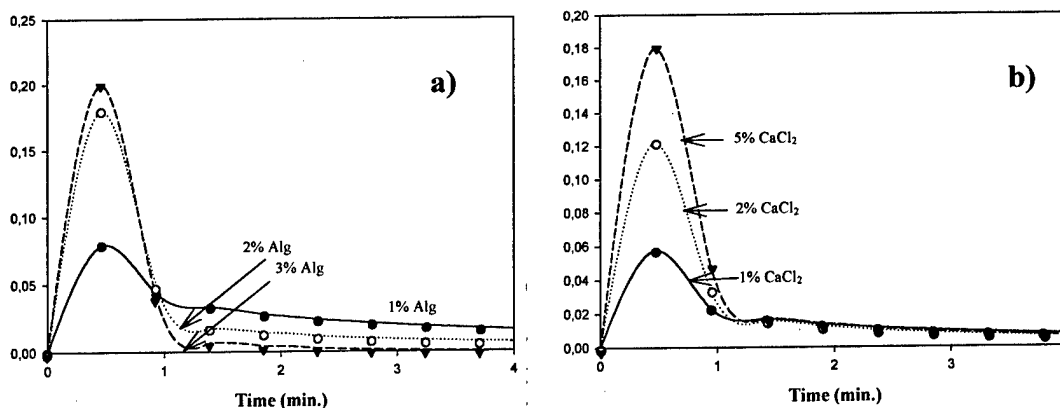 0,25
0,20
0,15
0,10
0,05
0,00
a)
2% Alg
3% Alg
1% Alg
0 1 2 3 4
Time (min.)
0,20
0,18
0,16
0,14
0,12
0,10
0,08
0,06
0,04
0,02
0,00
b)
5% CaCl₂
2% CaCl₂
1% CaCl₂
0 1 2 3
Time (min.)